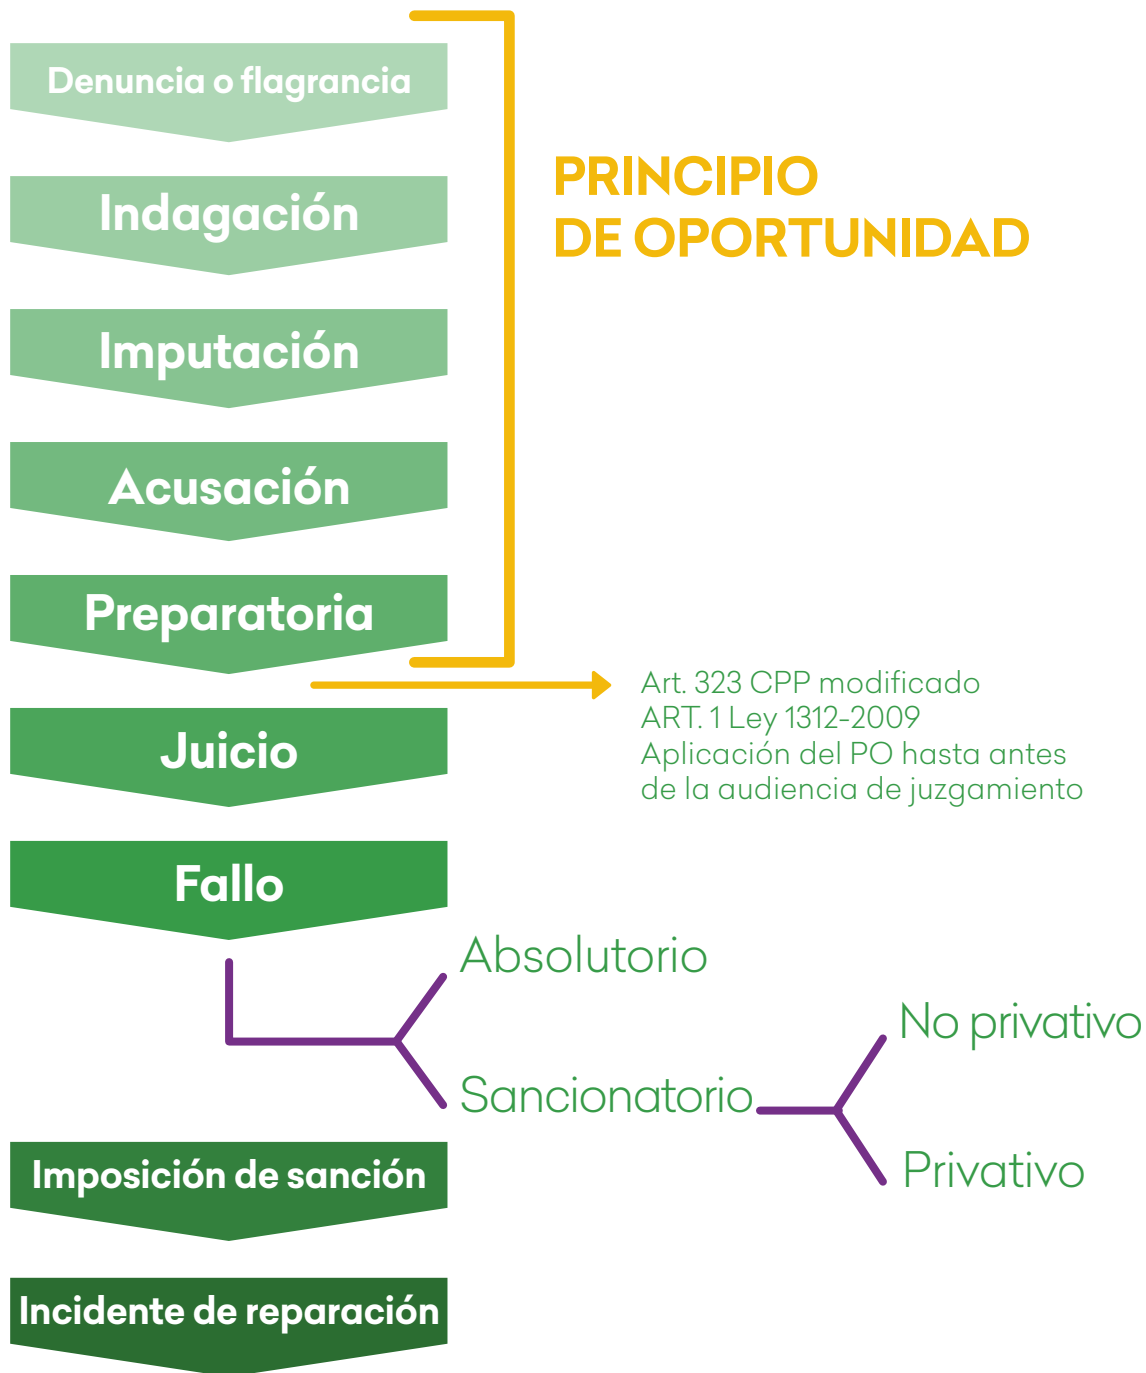 Denuncia o flagrancia
Indagación
PRINCIPIO
DE OPORTUNIDAD
Imputación
Acusación
Preparatoria
Art. 323 CPP modificado
ART. 1 Ley 1312-2009
Aplicación del PO hasta antes
de la audiencia de juzgamiento
Juicio
Fallo
Absolutorio
No privativo
Sancionatorio
Privativo
Imposición de sanción
Incidente de reparación